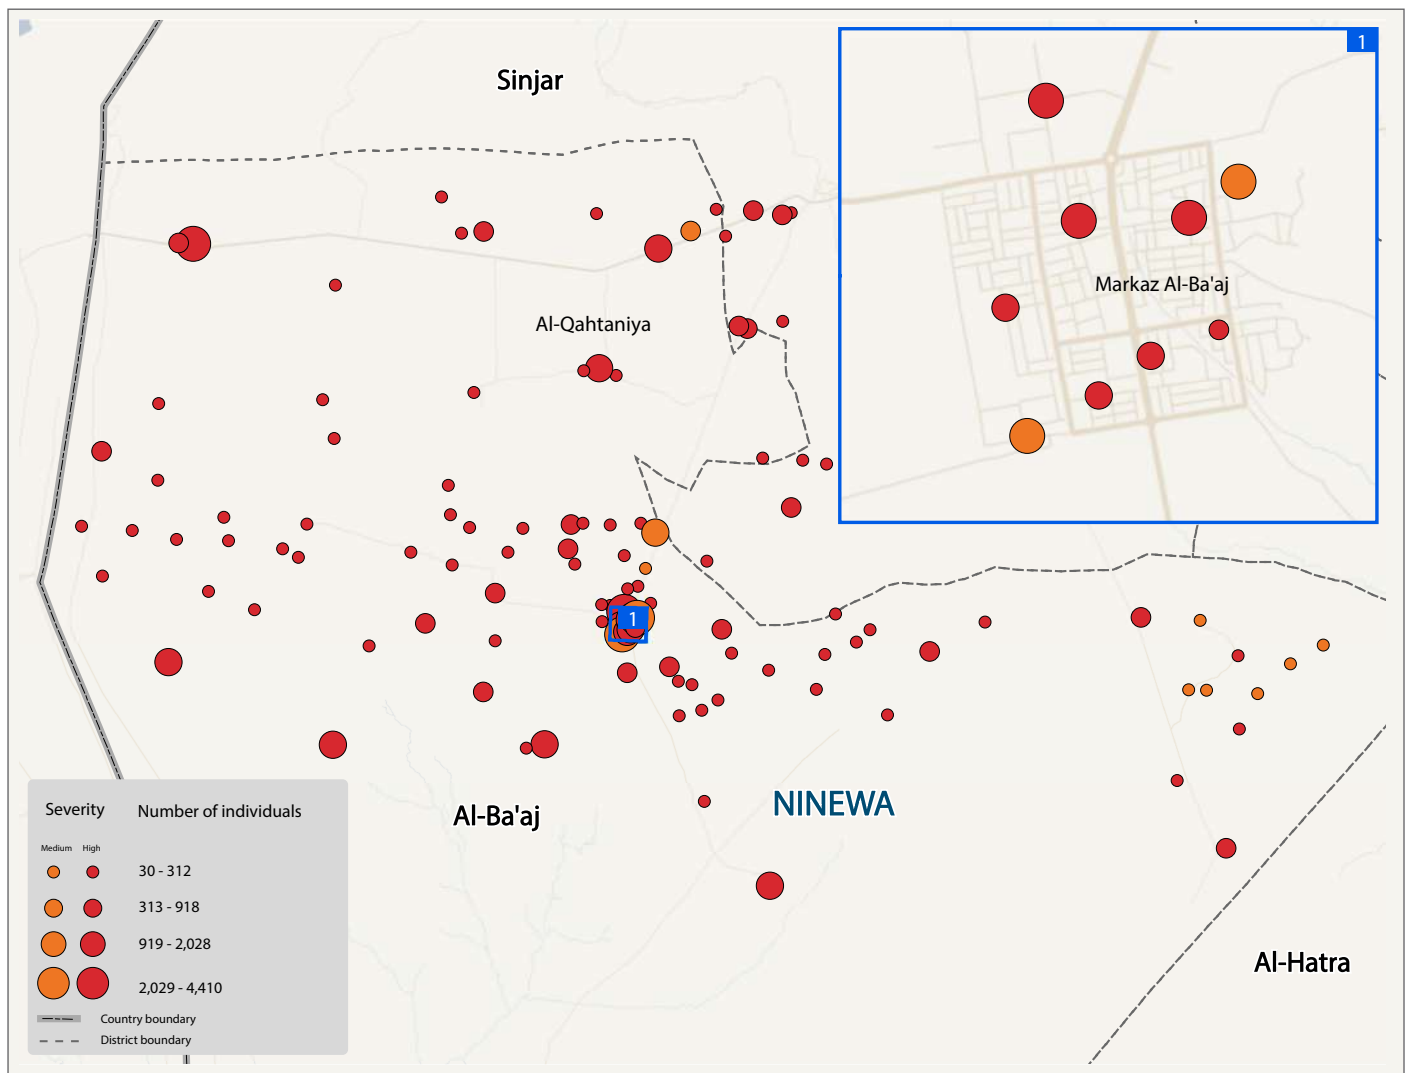 Sinjar
1
Al-Qahtaniya
Markaz Al-Ba'aj
1
Al-Ba'aj
NINEWA
Al-Hatra
Severity Number of individuals
Medium High
30 - 312
313 - 918
919 - 2,028
2,029 - 4,410
Country boundary
District boundary